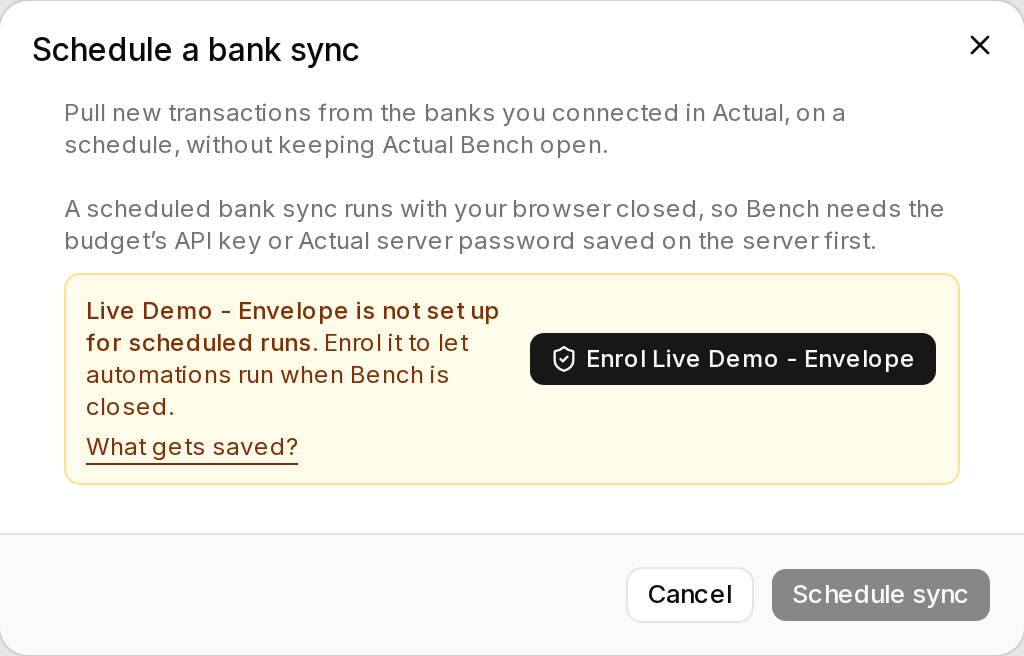 Schedule a bank sync
Pull new transactions from the banks you connected in Actual, on a
schedule, without keeping Actual Bench open.
A scheduled bank sync runs with your browser closed, so Bench needs the
budget’s API key or Actual server password saved on the server first.
Live Demo - Envelope is not set up
for scheduled runs. Enrol it to let
automations run when Bench is
closed.
What gets saved?
Enrol Live Demo - Envelope
Cancel
Schedule sync